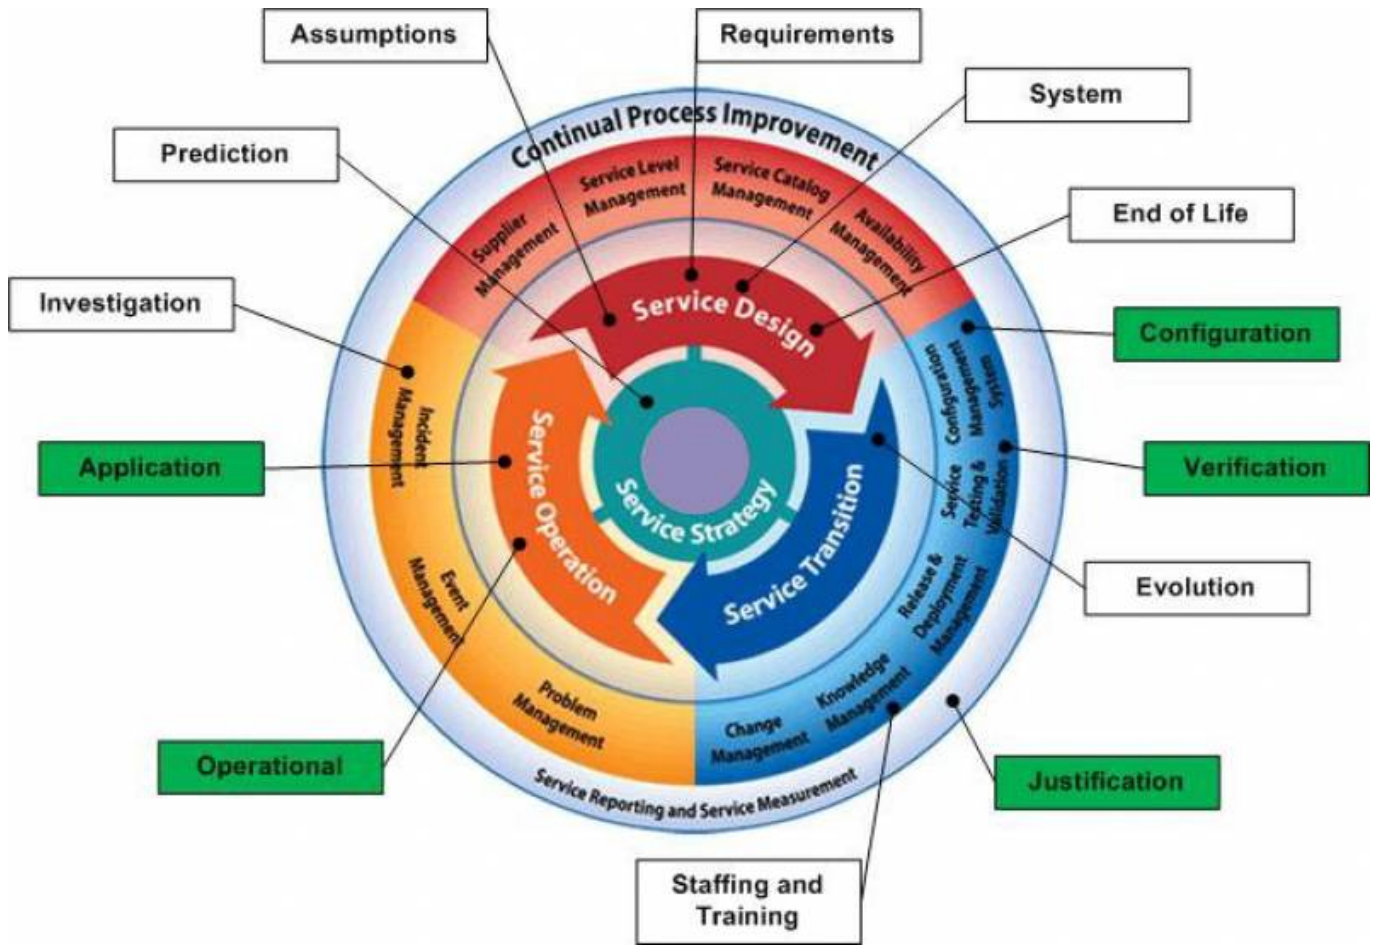 Assumptions
Requirements
System
Continual Process Improvement
Prediction
Service Level
Management
Service Catalog
Management
Supplier
Management
Availability
Management
End of Life
Investigation
Service Design
Configuration
System
Configuration
Management
Incident
Management
Application
Service Operation
Service Strategy
Service Transition
Service
Testing &
Validation
Verification
Evolution
Event
Management
Release &
Deployment
Management
Problem
Management
Knowledge
Management
Change
Management
Operational
Service Reporting and Service Measurement
Justification
Staffing and
Training